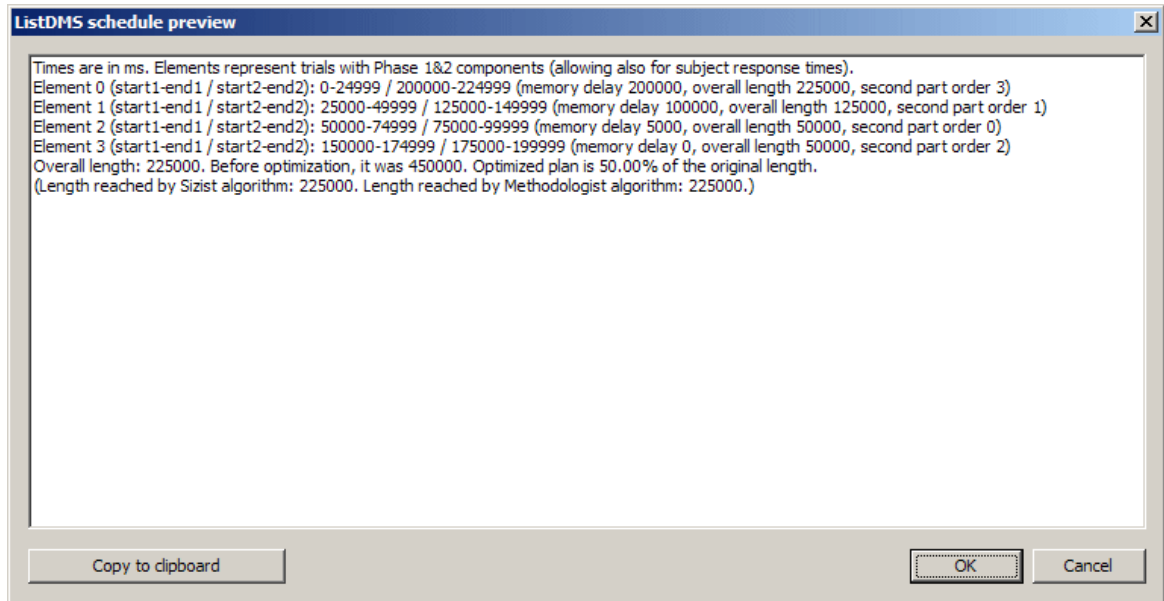 ListDMS schedule preview
Times are in ms. Elements represent trials with Phase 1&2 components (allowing also for subject response times).
Element 0 (start1-end1 / start2-end2): 0-24999 / 200000-224999 (memory delay 200000, overall length 225000, second part order 3)
Element 1 (start1-end1 / start2-end2): 25000-49999 / 125000-149999 (memory delay 100000, overall length 125000, second part order 1)
Element 2 (start1-end1 / start2-end2): 50000-74999 / 75000-99999 (memory delay 5000, overall length 50000, second part order 0)
Element 3 (start1-end1 / start2-end2): 150000-174999 / 175000-199999 (memory delay 0, overall length 50000, second part order 2)
Overall length: 225000. Before optimization, it was 450000. Optimized plan is 50.00% of the original length.
(Length reached by Sizist algorithm: 225000. Length reached by Methodologist algorithm: 225000.)
Copy to clipboard
OK
Cancel